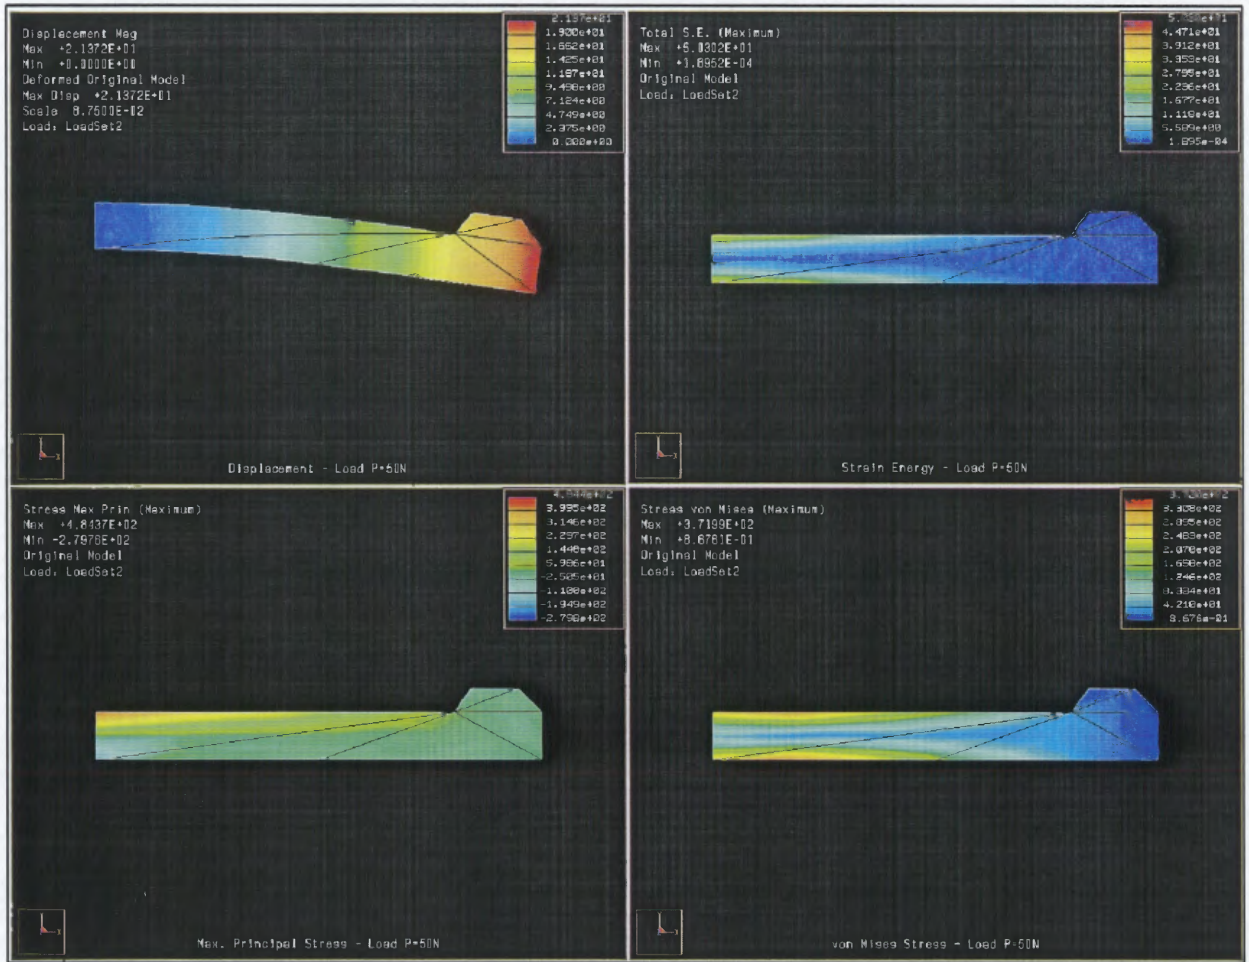 Displacement Mag
Max +2.1372E+01
Min +0.0000E+00
Deformed Original Model
Max Disp +2.1372E+01
Scale 8.7500E-02
Load: LoadSet2
2.137e+01
1.900e+01
1.662e+01
1.425e+01
1.187e+01
9.498e+00
7.124e+00
4.749e+00
2.375e+00
0.000e+00
Displacement - Load P=50N
Total S.E. (Maximum)
Max +5.0302E+01
Min +1.8952E-04
Original Model
Load: LoadSet2
4.471e+01
3.912e+01
3.353e+01
2.795e+01
2.236e+01
1.677e+01
1.118e+01
5.589e+00
1.895e-04
Strain Energy - Load P=50N
Stress Max Prin (Maximum)
Max +4.8437E+02
Min -2.7978E+02
Original Model
Load: LoadSet2
4.844e+02
3.995e+02
3.146e+02
2.297e+02
1.448e+02
5.986e+01
-2.505e+01
-1.100e+02
-1.949e+02
-2.798e+02
Max. Principal Stress - Load P=50N
Stress von Mises (Maximum)
Max +3.7199E+02
Min +8.6761E-01
Original Model
Load: LoadSet2
3.720e+02
3.308e+02
2.895e+02
2.483e+02
2.070e+02
1.658e+02
1.246e+02
8.334e+01
4.210e+01
8.676e-01
von Mises Stress - Load P=50N